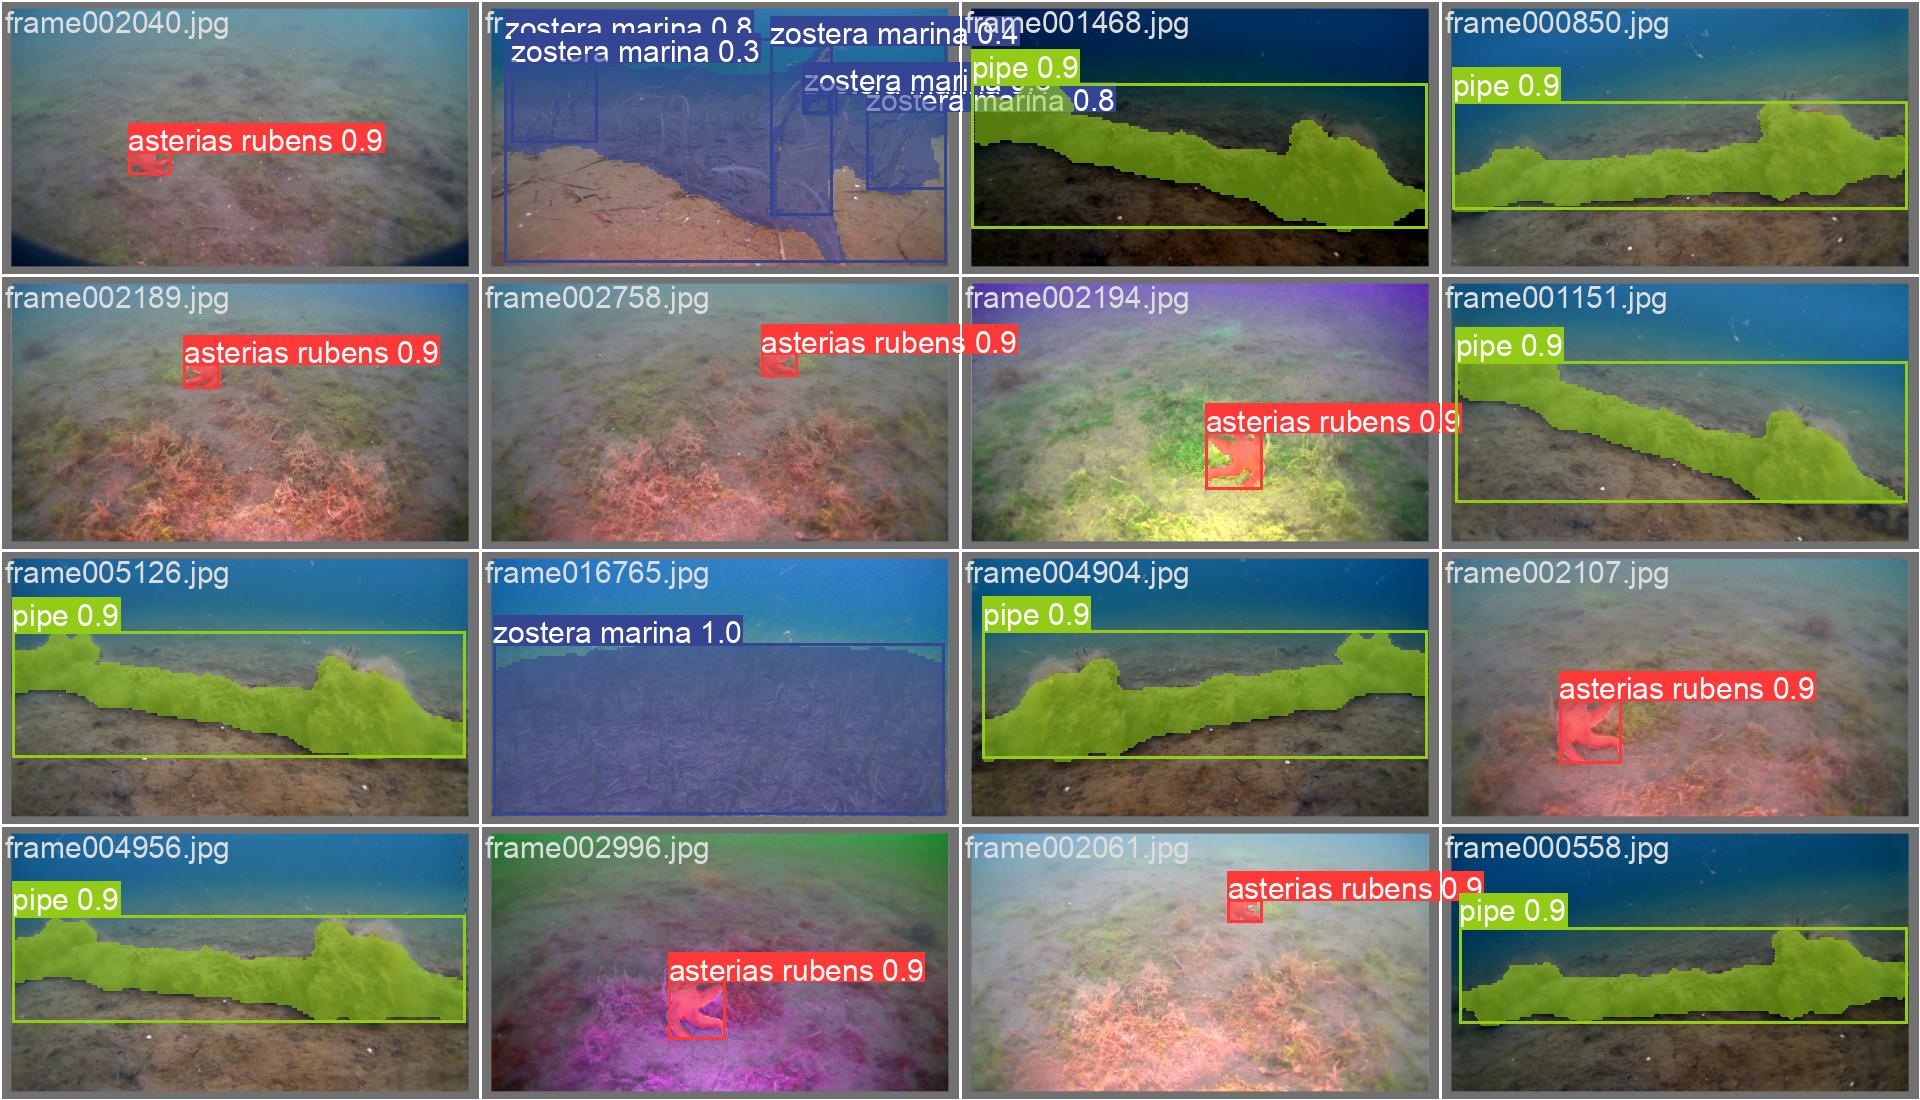 frame002040.jpg
asterias rubens 0.9
fr
zostera marina 0.8
zostera marina 0.3
zostera marina 0.4
zostera mari
zostera marina 0.8
frame001468.jpg
pipe 0.9
frame000850.jpg
pipe 0.9
frame002189.jpg
asterias rubens 0.9
frame002758.jpg
asterias rubens 0.9
frame002194.jpg
asterias rubens 0.9
frame001151.jpg
pipe 0.9
frame005126.jpg
pipe 0.9
frame016765.jpg
zostera marina 1.0
frame004904.jpg
pipe 0.9
frame002107.jpg
asterias rubens 0.9
frame004956.jpg
pipe 0.9
frame002996.jpg
asterias rubens 0.9
frame002061.jpg
asterias rubens 0.9
frame000558.jpg
pipe 0.9